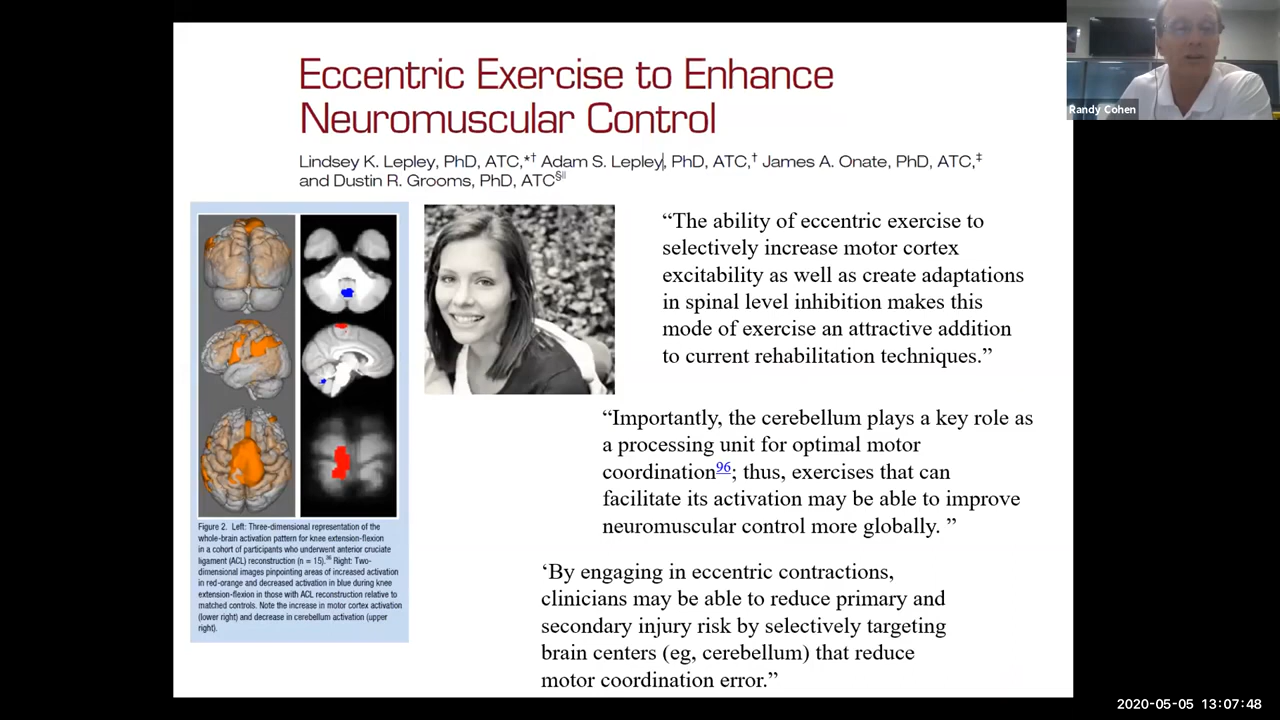 Eccentric Exercise to Enhance
Neuromuscular Control
Lindsey K. Lepley, PhD, ATC,*† Adam S. Lepley, PhD, ATC,† James A. Onate, PhD, ATC,‡
and Dustin R. Grooms, PhD, ATC§||
Randy Cohen
“The ability of eccentric exercise to
selectively increase motor cortex
excitability as well as create adaptations
in spinal level inhibition makes this
mode of exercise an attractive addition
to current rehabilitation techniques.”
“Importantly, the cerebellum plays a key role as
a processing unit for optimal motor
coordination96; thus, exercises that can
facilitate its activation may be able to improve
neuromuscular control more globally. ”
‘By engaging in eccentric contractions,
clinicians may be able to reduce primary and
secondary injury risk by selectively targeting
brain centers (eg, cerebellum) that reduce
motor coordination error.”
Figure 2. Left: Three-dimensional representation of the
whole-brain activation pattern for knee extension-flexion
in a cohort of participants who underwent anterior cruciate
ligament (ACL) reconstruction (n = 15).36 Right: Two-
dimensional images pinpointing areas of increased activation
in red-orange and decreased activation in blue during knee
extension-flexion in those with ACL reconstruction relative to
matched controls. Note the increase in motor cortex activation
(lower right) and decrease in cerebellum activation (upper
right).
2020-05-05 13:07:48